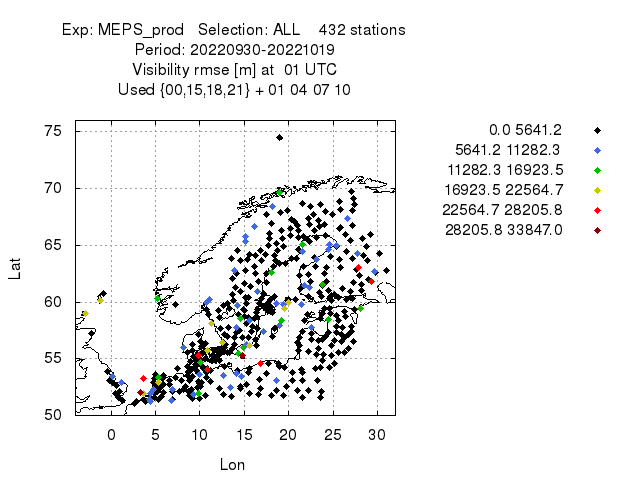 Exp: MEPS_prod   Selection: ALL    432 stations
Period: 20220930-20221019
Visibility rmse [m] at  01 UTC
Used {00,15,18,21} + 01 04 07 10
0.0 5641.2
5641.2 11282.3
11282.3 16923.5
16923.5 22564.7
22564.7 28205.8
28205.8 33847.0
75
70
65
60
55
50
Lat
0 5 10 15 20 25 30
Lon